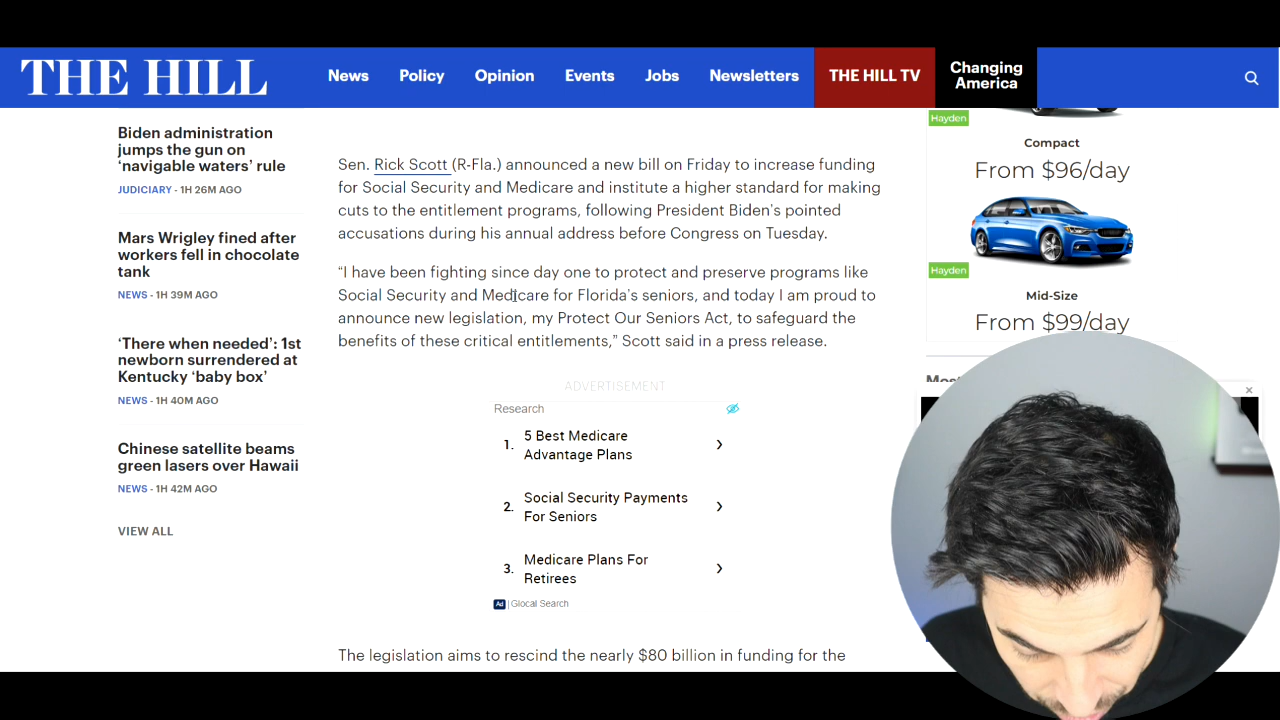 THE HILL
News
Policy
Opinion
Events
Jobs
Newsletters
THE HILL TV
Changing
America
Biden administration
jumps the gun on
‘navigable waters’ rule
JUDICIARY - 1H 26M AGO
Mars Wrigley fined after
workers fell in chocolate
tank
NEWS - 1H 39M AGO
‘There when needed’: 1st
newborn surrendered at
Kentucky ‘baby box’
NEWS - 1H 40M AGO
Chinese satellite beams
green lasers over Hawaii
NEWS - 1H 42M AGO
VIEW ALL
Sen. Rick Scott (R-Fla.) announced a new bill on Friday to increase funding
for Social Security and Medicare and institute a higher standard for making
cuts to the entitlement programs, following President Biden’s pointed
accusations during his annual address before Congress on Tuesday.
“I have been fighting since day one to protect and preserve programs like
Social Security and Medicare for Florida’s seniors, and today I am proud to
announce new legislation, my Protect Our Seniors Act, to safeguard the
benefits of these critical entitlements,” Scott said in a press release.
ADVERTISEMENT
Research
1. 5 Best Medicare
Advantage Plans
2. Social Security Payments
For Seniors
3. Medicare Plans For
Retirees
Ad | Glocal Search
The legislation aims to rescind the nearly $80 billion in funding for the
Hayden
Compact
From $96/day
Hayden
Mid-Size
From $99/day